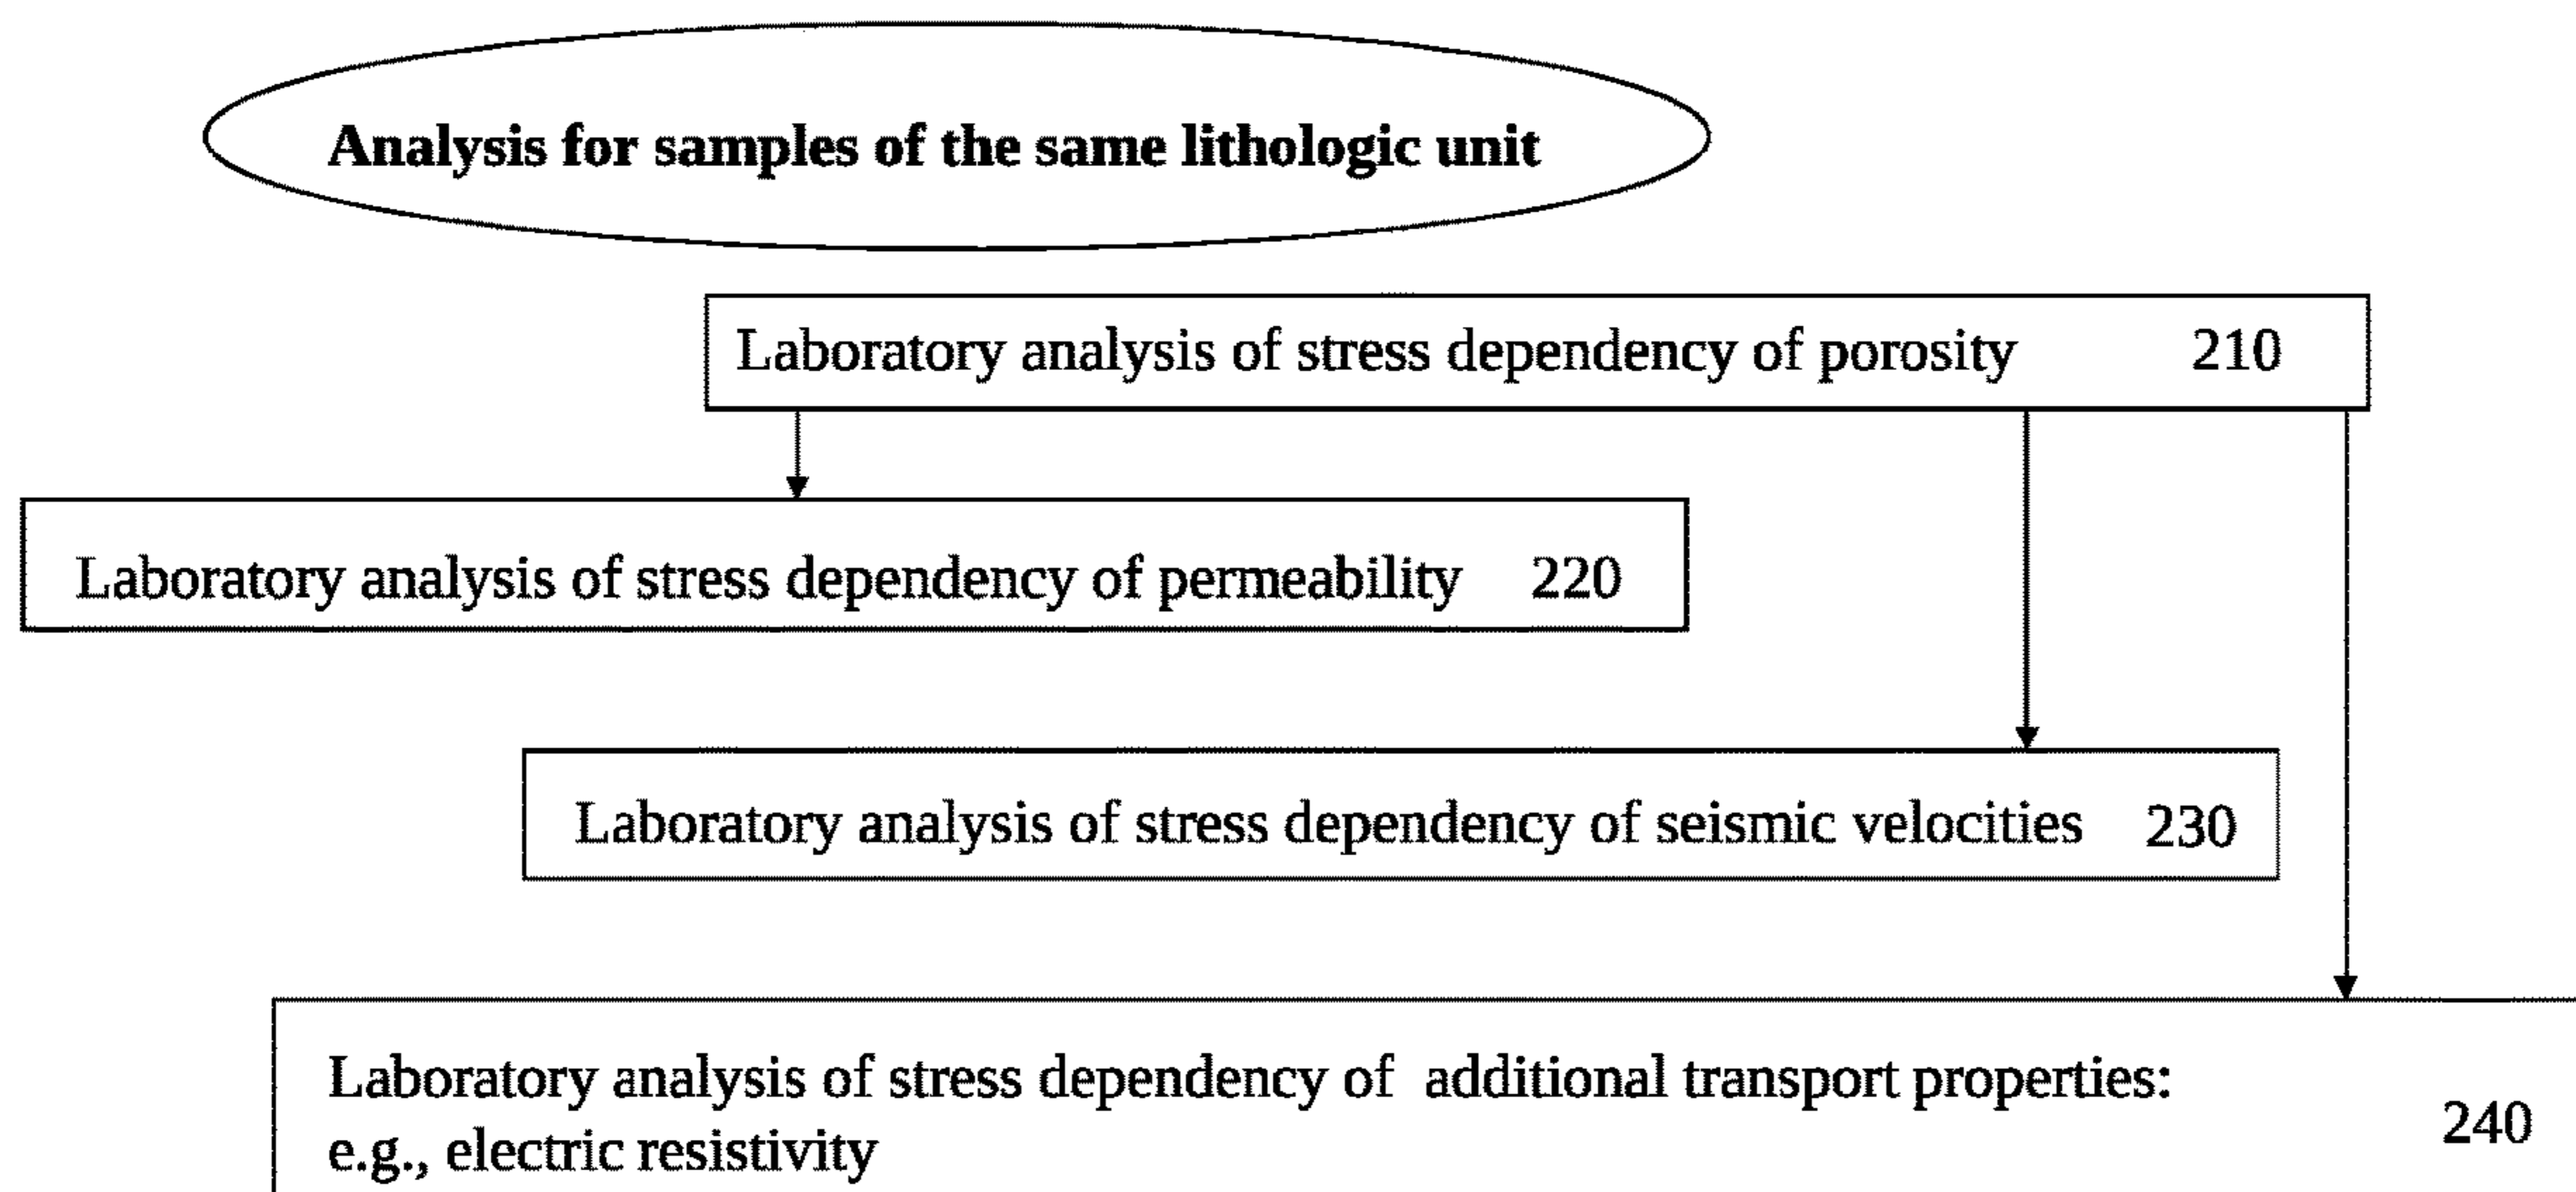 Analysis for samples of the same lithologic unit
Laboratory analysis of stress dependency of porosity 210
Laboratory analysis of stress dependency of permeability 220
Laboratory analysis of stress dependency of seismic velocities 230
Laboratory analysis of stress dependency of additional transport properties:
e.g., electric resistivity
240